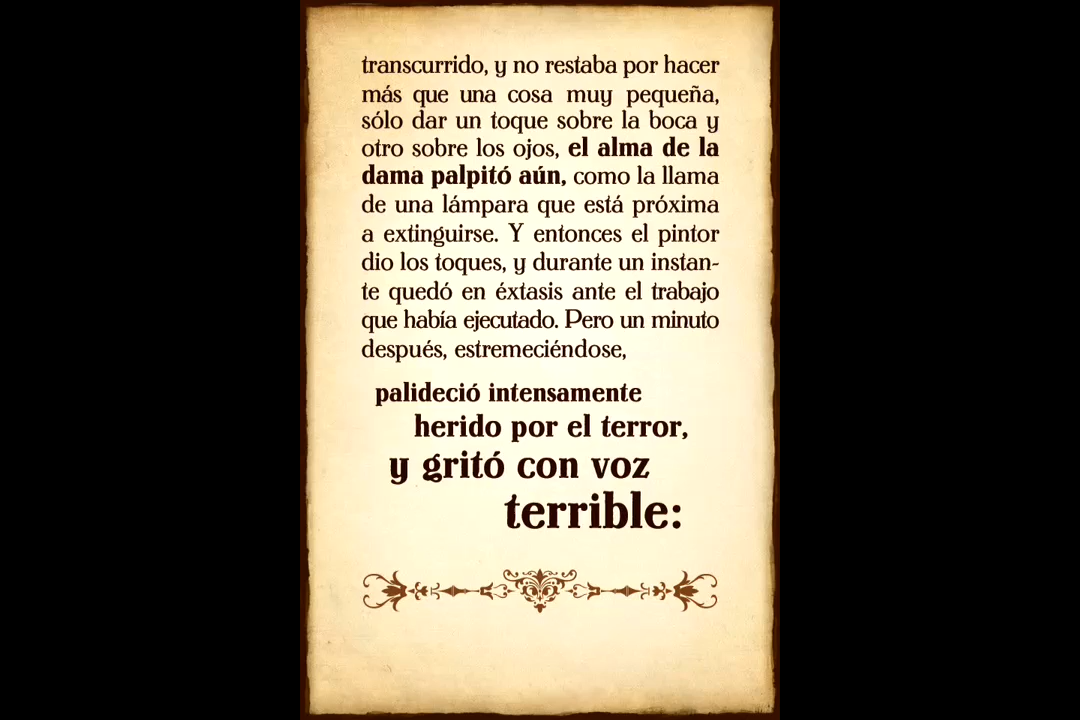 transcurrido, y no restaba por hacer
más que una cosa muy pequeña,
sólo dar un toque sobre la boca y
otro sobre los ojos, el alma de la
dama palpitó aún, como la llama
de una lámpara que está próxima
a extinguirse. Y entonces el pintor
dio los toques, y durante un instan-
te quedó en éxtasis ante el trabajo
que había ejecutado. Pero un minuto
después, estremeciéndose,
palideció intensamente
herido por el terror,
y gritó con voz
terrible: